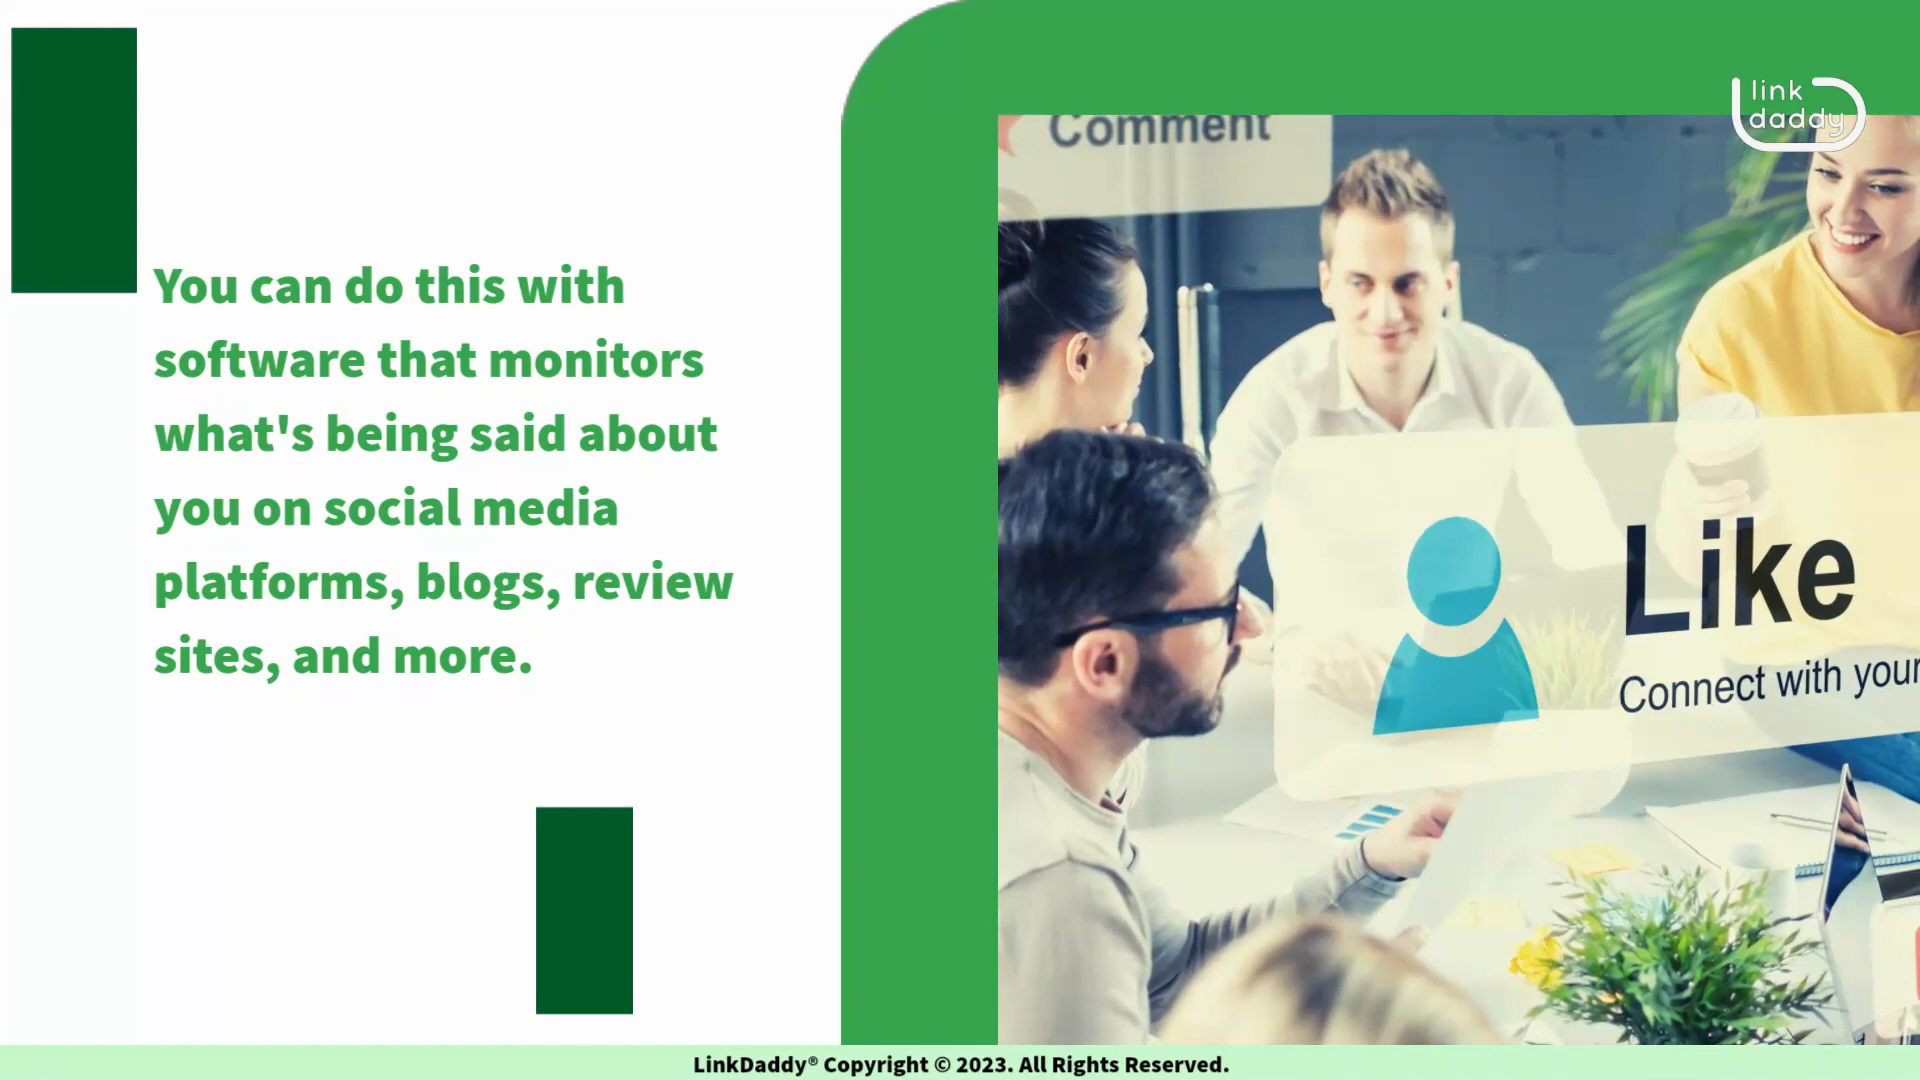 You can do this with
software that monitors
what's being said about
you on social media
platforms, blogs, review
sites, and more.
link
daddy
Comment
Like
Connect with your
LinkDaddy® Copyright © 2023. All Rights Reserved.